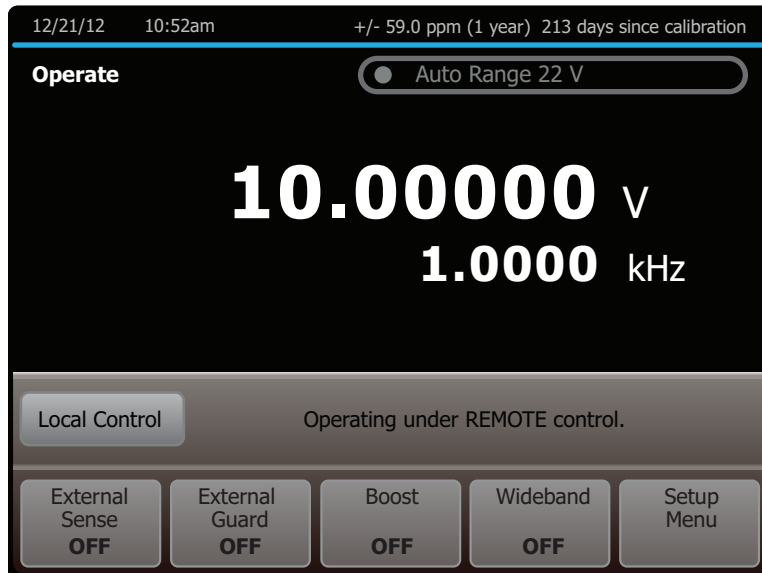 12/21/12 10:52am +/- 59.0 ppm (1 year) 213 days since calibration
Operate Auto Range 22 V
10.00000 V
1.0000 kHz
Local Control Operating under REMOTE control.
External Sense OFF
External Guard OFF
Boost OFF
Wideband OFF
Setup Menu